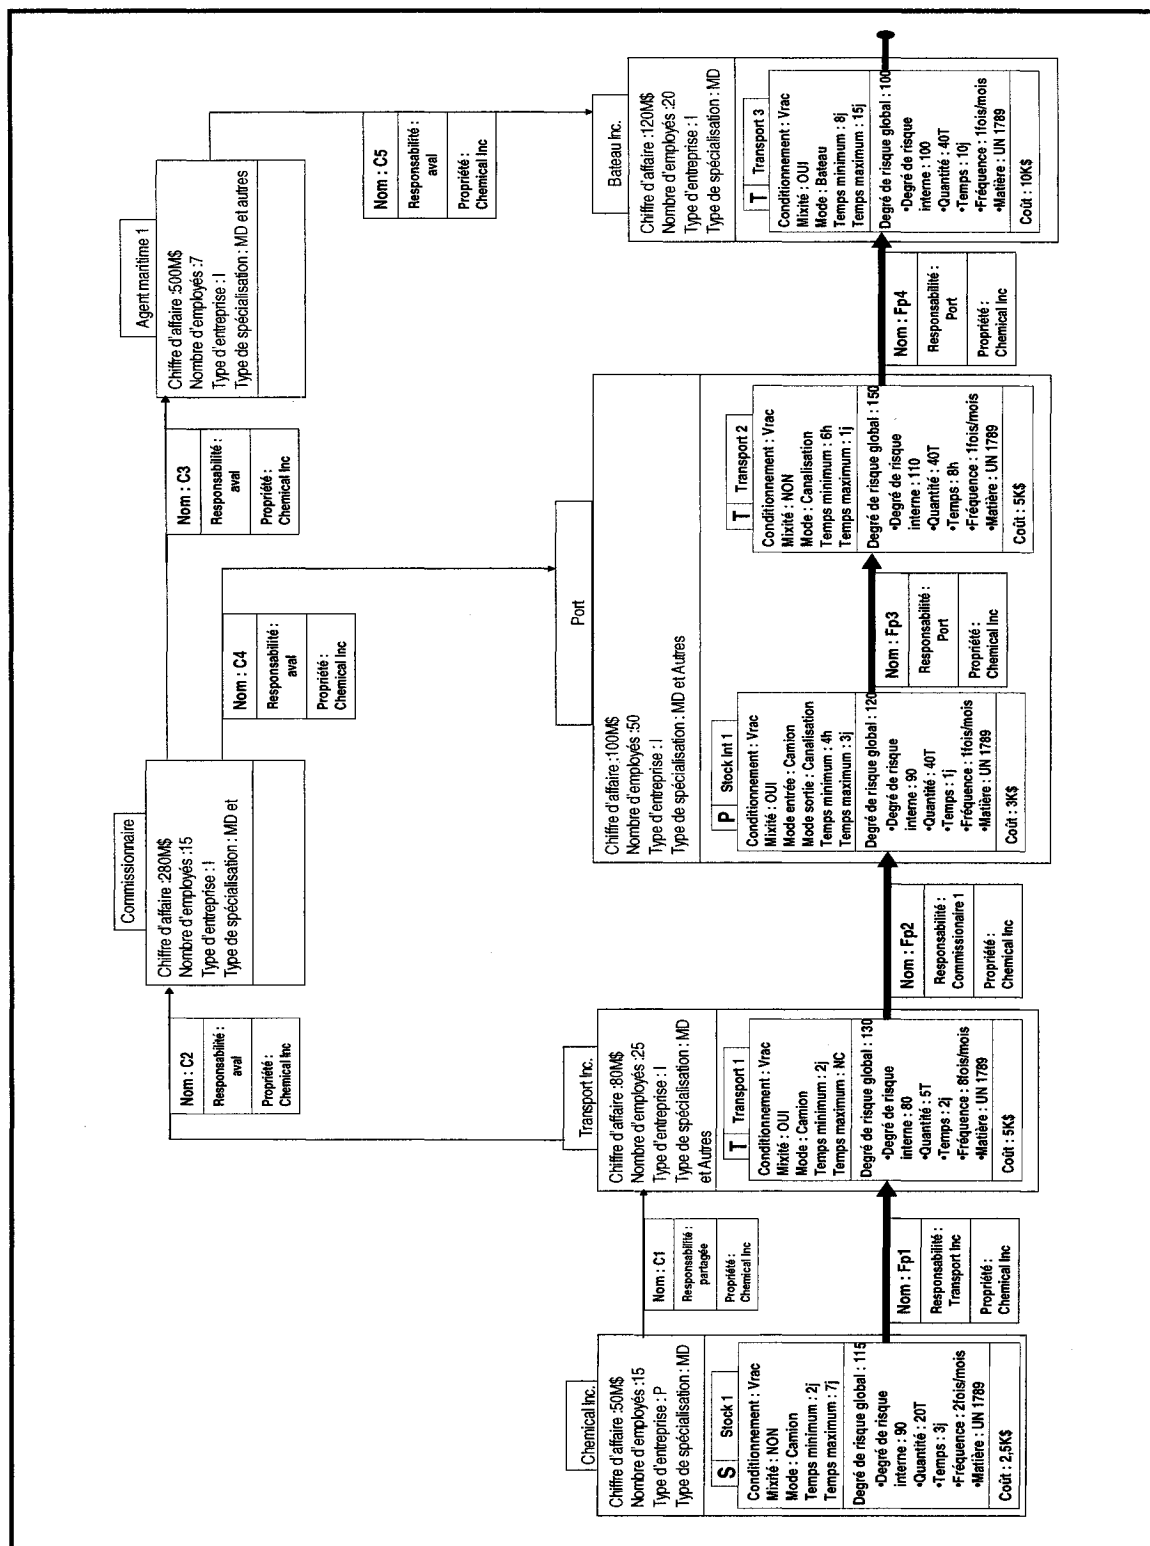 Commissionnaire
Chiffre d'affaire :280M$
Nombre d'employés :15
Type d'entreprise : I
Type de spécialisation : MD et
Agent maritime 1
Chiffre d'affaire :500M$
Nombre d'employés :7
Type d'entreprise : I
Type de spécialisation : MD et autres
Nom : C2
Responsabilité :
aval
Propriété :
Chemical Inc
Nom : C3
Responsabilité :
aval
Propriété :
Chemical Inc
Nom : C4
Responsabilité :
aval
Propriété :
Chemical Inc
Nom : C5
Responsabilité :
aval
Propriété :
Chemical Inc
Chemical Inc.
Chiffre d'affaire :50M$
Nombre d'employés :15
Type d'entreprise : P
Type de spécialisation : MD
S Stock 1
Conditionnement : Vrac
Mixité : NON
Mode : Camion
Temps minimum : 2j
Temps maximum : 7j
Degré de risque global : 115
•Degré de risque
interne : 90
•Quantité : 20T
•Temps : 3j
•Fréquence : 2fois/mois
•Matière : UN 1789
Coût : 2,5K$
Nom : C1
Responsabilité :
partagée
Propriété :
Chemical Inc
Nom : Fp1
Responsabilité :
Transport Inc
Propriété :
Chemical Inc
Transport Inc.
Chiffre d'affaire :80M$
Nombre d'employés :25
Type d'entreprise : I
Type de spécialisation : MD
et Autres
T Transport 1
Conditionnement : Vrac
Mixité : OUI
Mode : Camion
Temps minimum : 2j
Temps maximum : NC
Degré de risque global : 130
•Degré de risque
interne : 80
•Quantité : 5T
•Temps : 2j
•Fréquence : 8fois/mois
•Matière : UN 1789
Coût : 5K$
Nom : Fp2
Responsabilité :
Commissionaire 1
Propriété :
Chemical Inc
Port
Chiffre d'affaire :100M$
Nombre d'employés :50
Type d'entreprise : I
Type de spécialisation : MD et Autres
P Stock Int 1
Conditionnement : Vrac
Mixité : OUI
Mode entrée : Camion
Mode sortie : Canalisation
Temps minimum : 4h
Temps maximum : 3j
Degré de risque global : 120
•Degré de risque
interne : 90
•Quantité : 40T
•Temps : 1j
•Fréquence : 1fois/mois
•Matière : UN 1789
Coût : 3K$
Nom : Fp3
Responsabilité :
Port
Propriété :
Chemical Inc
T Transport 2
Conditionnement : Vrac
Mixité : NON
Mode : Canalisation
Temps minimum : 6h
Temps maximum : 1j
Degré de risque global : 150
•Degré de risque
interne : 110
•Quantité : 40T
•Temps : 8h
•Fréquence : 1fois/mois
•Matière : UN 1789
Coût : 5K$
Nom : Fp4
Responsabilité :
Port
Propriété :
Chemical Inc
Bateau Inc.
Chiffre d'affaire :120M$
Nombre d'employés :20
Type d'entreprise : I
Type de spécialisation : MD
T Transport 3
Conditionnement : Vrac
Mixité : OUI
Mode : Bateau
Temps minimum : 8j
Temps maximum : 15j
Degré de risque global : 100
•Degré de risque
interne : 100
•Quantité : 40T
•Temps : 10j
•Fréquence : 1fois/mois
•Matière : UN 1789
Coût : 10K$